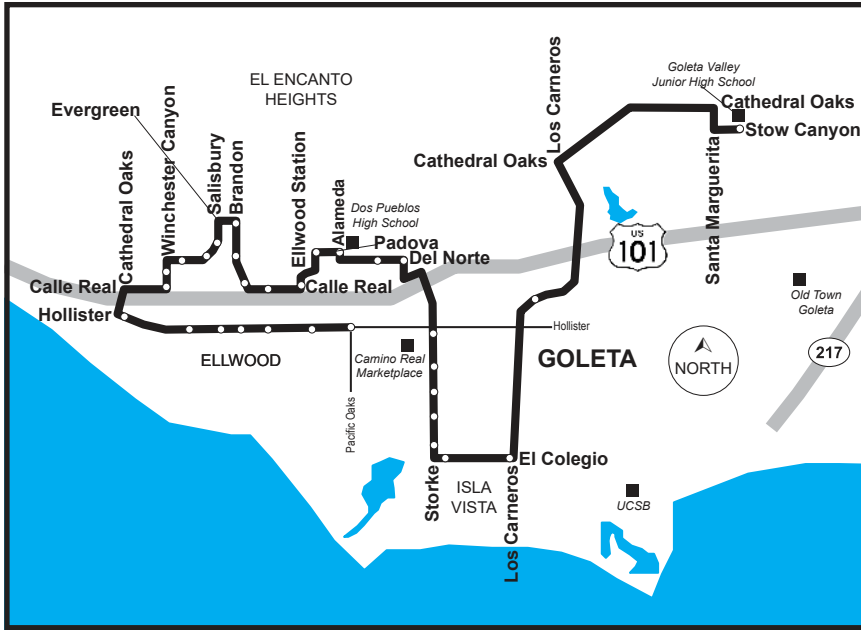 Goleta Valley
Junior High School
Cathedral Oaks
Stow Canyon
Los Carneros
Cathedral Oaks
Santa Marguerita
US
101
EL ENCANTO
HEIGHTS
Evergreen
Cathedral Oaks
Winchester Canyon
Salisbury
Brandon
Ellwood Station
Alameda
Dos Pueblos
High School
Padova
Del Norte
Calle Real
Calle Real
Hollister
Hollister
Old Town
Goleta
217
NORTH
GOLETA
ELLWOOD
Camino Real
Marketplace
Pacific Oaks
Storke
ISLA
VISTA
El Colegio
Los Carneros
UCSB